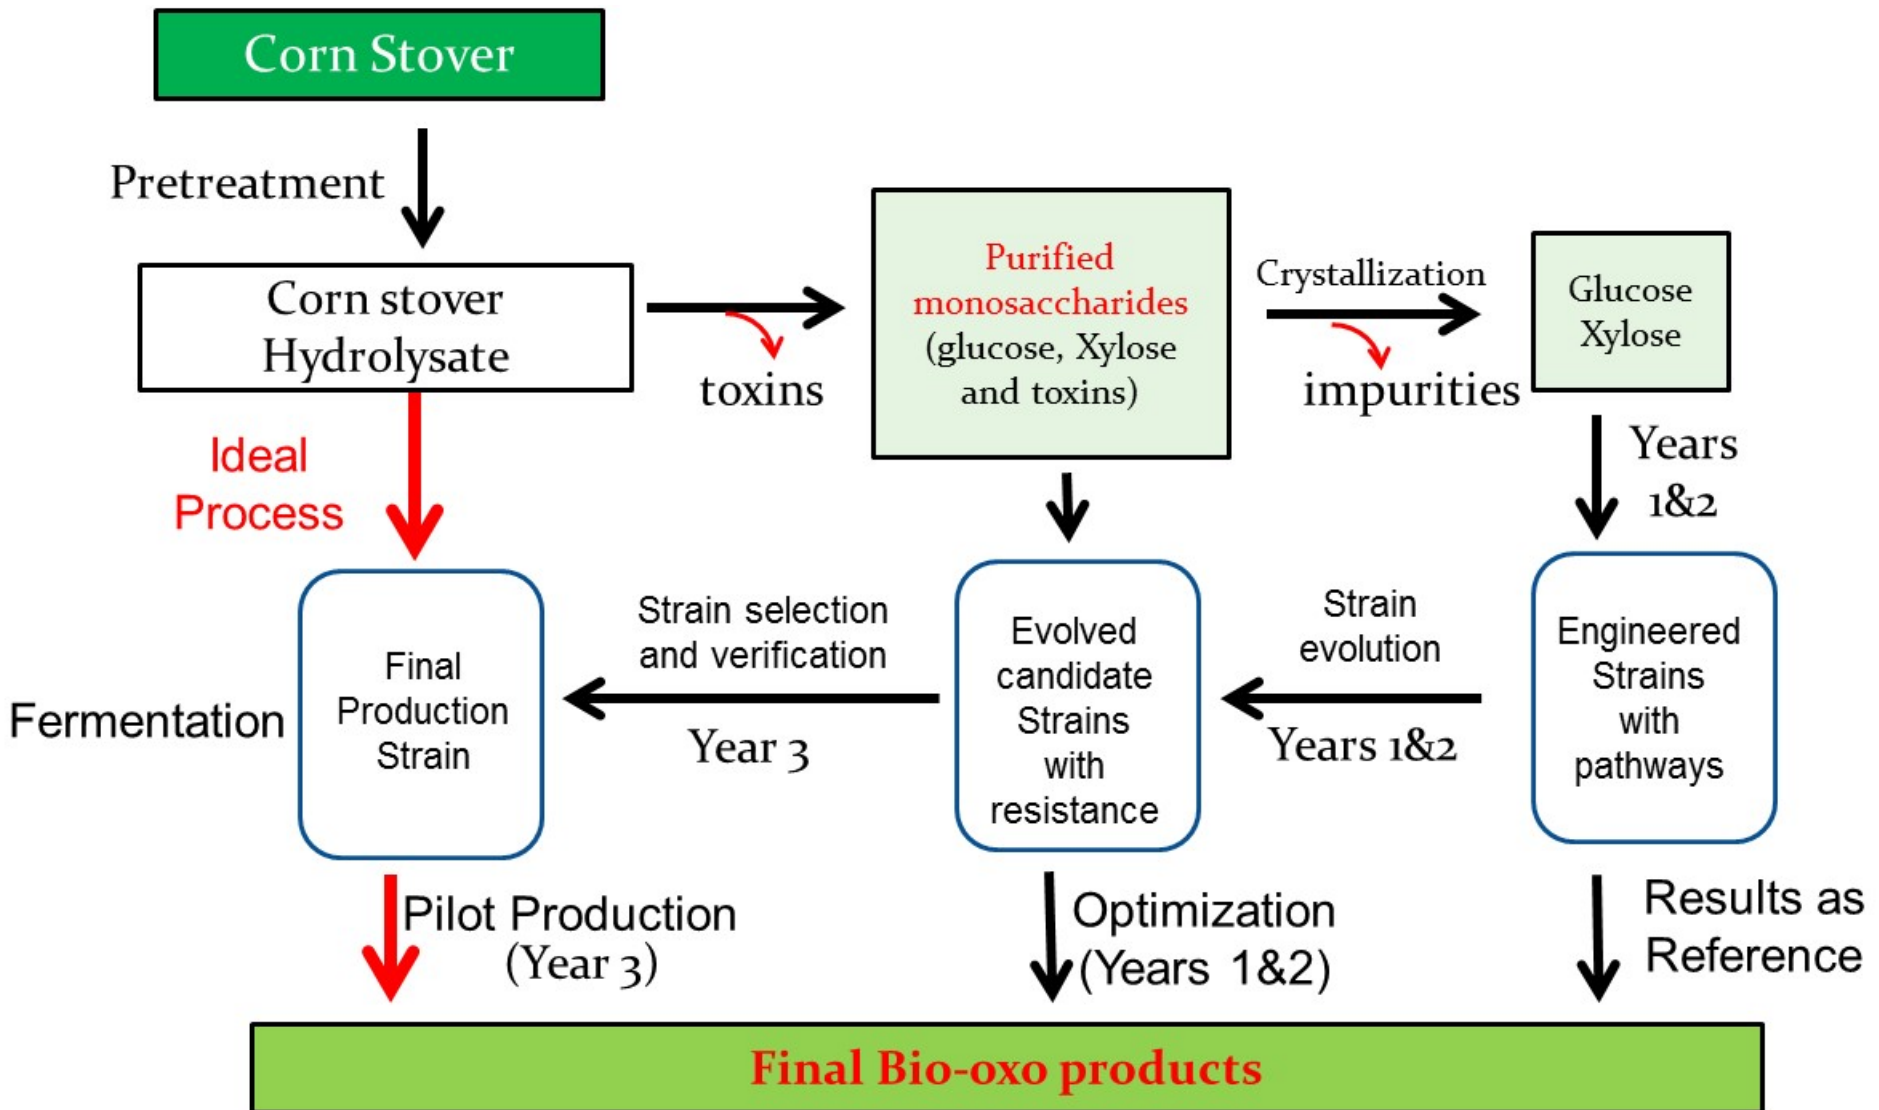 Corn Stover
Pretreatment
Corn stover
Hydrolysate
toxins
Purified
monosaccharides
(glucose, Xylose
and toxins)
Crystallization
impurities
Glucose
Xylose
Ideal
Process
Years
1&2
Fermentation
Final
Production
Strain
Strain selection
and verification
Year 3
Evolved
candidate
Strains
with
resistance
Strain
evolution
Years 1&2
Engineered
Strains
with
pathways
Pilot Production
(Year 3)
Optimization
(Years 1&2)
Results as
Reference
Final Bio-oxo products